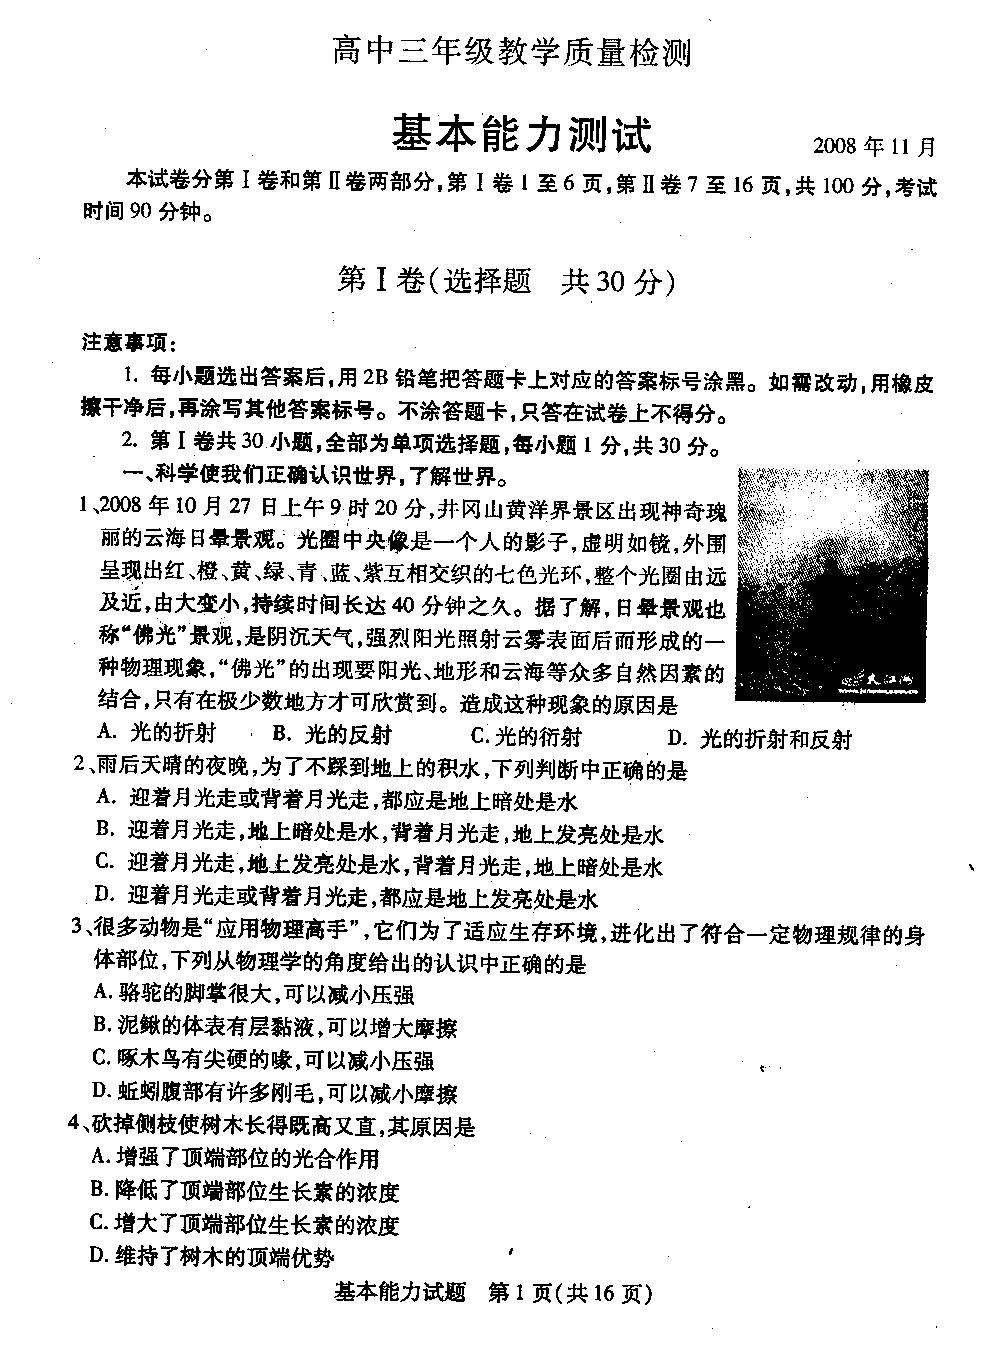 高中三年级教学质量检测
基本能力测试
2008年11月
本试卷分第Ⅰ卷和第Ⅱ卷两部分,第Ⅰ卷1至6页,第Ⅱ卷7至16页,共100分,考试
时间90分钟。
第Ⅰ卷(选择题 共30分)
注意事项:
1. 每小题选出答案后,用2B铅笔把答题卡上对应的答案标号涂黑。如需改动,用橡皮
擦干净后,再涂写其他答案标号。不涂答题卡,只答在试卷上不得分。
2. 第Ⅰ卷共30小题,全部为单项选择题,每小题1分,共30分。
一、科学使我们正确认识世界,了解世界。
1、2008年10月27日上午9时20分,井冈山黄洋界景区出现神奇瑰
丽的云海日晕景观。光圈中央像是一个人的影子,虚明如镜,外围
呈现出红、橙、黄、绿、青、蓝、紫互相交织的七色光环,整个光圈由远
及近,由大变小,持续时间长达40分钟之久。据了解,日晕景观也
称“佛光”景观,是阴沉天气,强烈阳光照射云雾表面后而形成的一
种物理现象,“佛光”的出现要阳光、地形和云海等众多自然因素的
结合,只有在极少数地方才可欣赏到。造成这种现象的原因是
A. 光的折射 B. 光的反射 C.光的衍射 D. 光的折射和反射
2、雨后天晴的夜晚,为了不踩到地上的积水,下列判断中正确的是
A. 迎着月光走或背着月光走,都应是地上暗处是水
B. 迎着月光走,地上暗处是水,背着月光走,地上发亮处是水
C. 迎着月光走,地上发亮处是水,背着月光走,地上暗处是水
D. 迎着月光走或背着月光走,都应是地上发亮处是水
3、很多动物是“应用物理高手”,它们为了适应生存环境,进化出了符合一定物理规律的身
体部位,下列从物理学的角度给出的认识中正确的是
A.骆驼的脚掌很大,可以减小压强
B.泥鳅的体表有层黏液,可以增大摩擦
C.啄木鸟有尖硬的喙,可以减小压强
D.蚯蚓腹部有许多刚毛,可以减小摩擦
4、砍掉侧枝使树木长得既高又直,其原因是
A.增强了顶端部位的光合作用
B.降低了顶端部位生长素的浓度
C.增大了顶端部位生长素的浓度
D.维持了树木的顶端优势
基本能力试题 第1页(共16页)